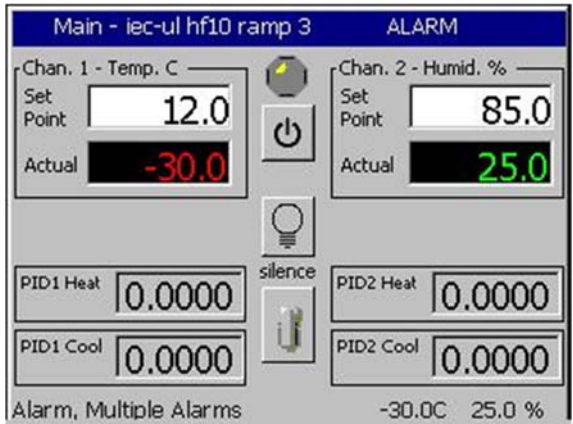 Main - iec-ul hf10 ramp 3 ALARM
Chan. 1 - Temp. C
Set Point 12.0
Actual -30.0
Chan. 2 - Humid. %
Set Point 85.0
Actual 25.0
silence
PID1 Heat 0.0000
PID1 Cool 0.0000
PID2 Heat 0.0000
PID2 Cool 0.0000
Alarm, Multiple Alarms -30.0C 25.0 %